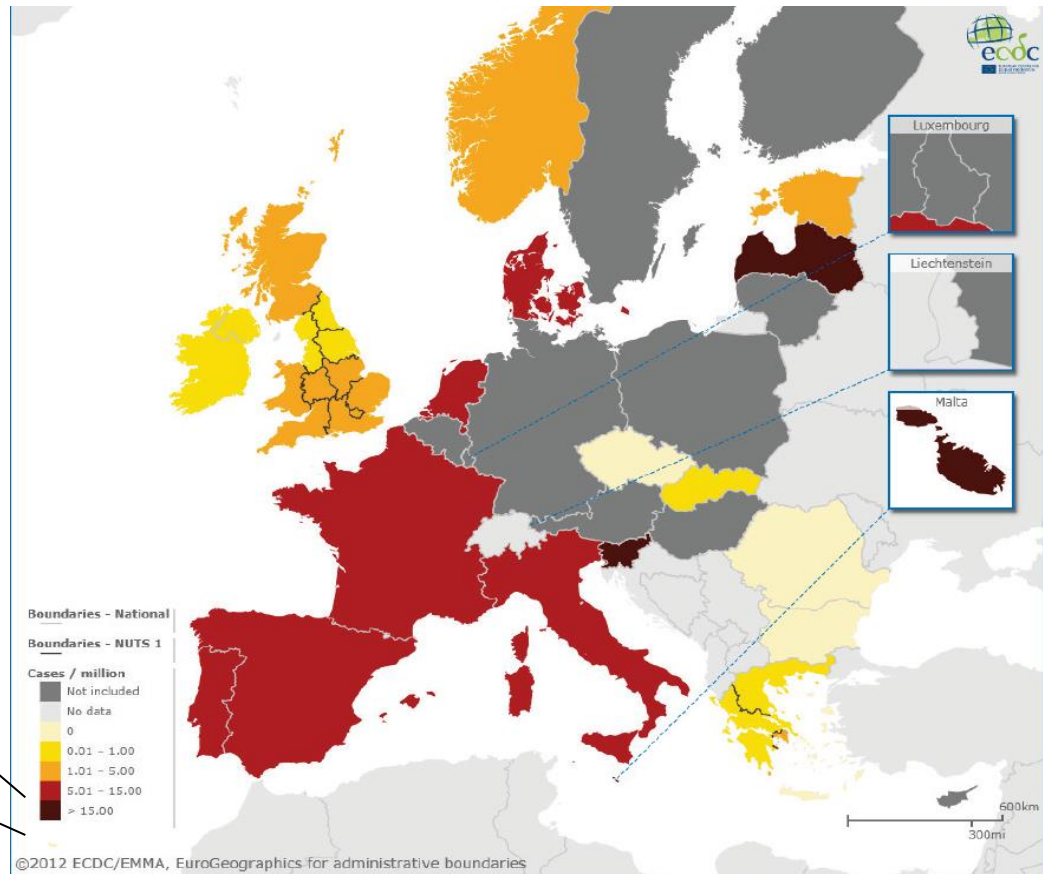 ecdc
Luxembourg
Liechtenstein
Malta
Boundaries - National
Boundaries - NUTS 1
Cases / million
Not included
No data
0
0.01 - 1.00
1.01 - 5.00
5.01 - 15.00
> 15.00
600km
300mi
©2012 ECDC/EMMA, EuroGeographics for administrative boundaries